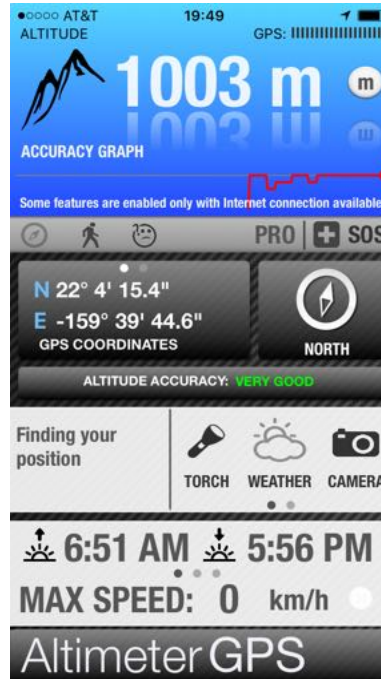 ●○○○○ AT&T 19:49
ALTITUDE GPS:
1003 m m
ACCURACY GRAPH
Some features are enabled only with Internet connection available
PRO SOS
N 22° 4' 15.4"
E -159° 39' 44.6"
GPS COORDINATES
NORTH
ALTITUDE ACCURACY: VERY GOOD
Finding your
position
TORCH WEATHER CAMERA
6:51 AM 5:56 PM
MAX SPEED: 0 km/h
Altimeter GPS